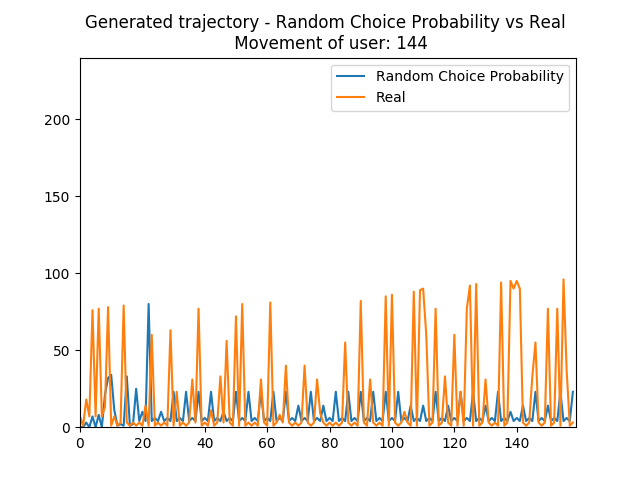 Generated trajectory - Random Choice Probability vs Real
Movement of user: 144
Random Choice Probability
Real
200
150
100
50
0
0 20 40 60 80 100 120 140